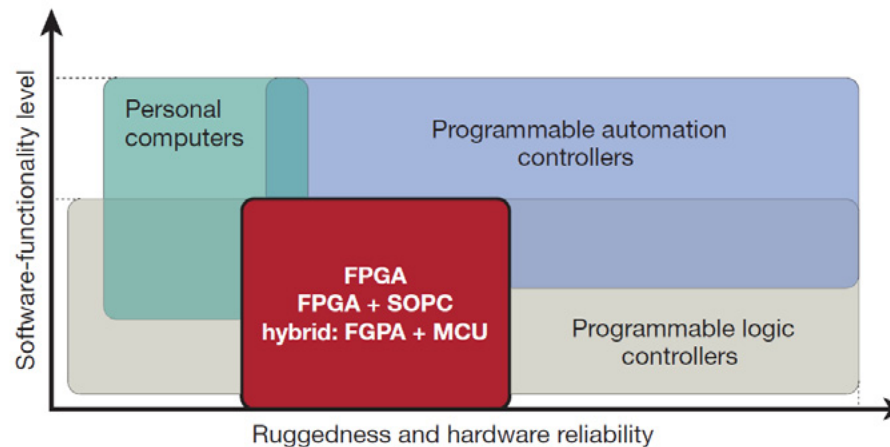 Software-functionality level
Personal
computers
Programmable automation
controllers
FPGA
FPGA + SOPC
hybrid: FGPA + MCU
Programmable logic
controllers
Ruggedness and hardware reliability